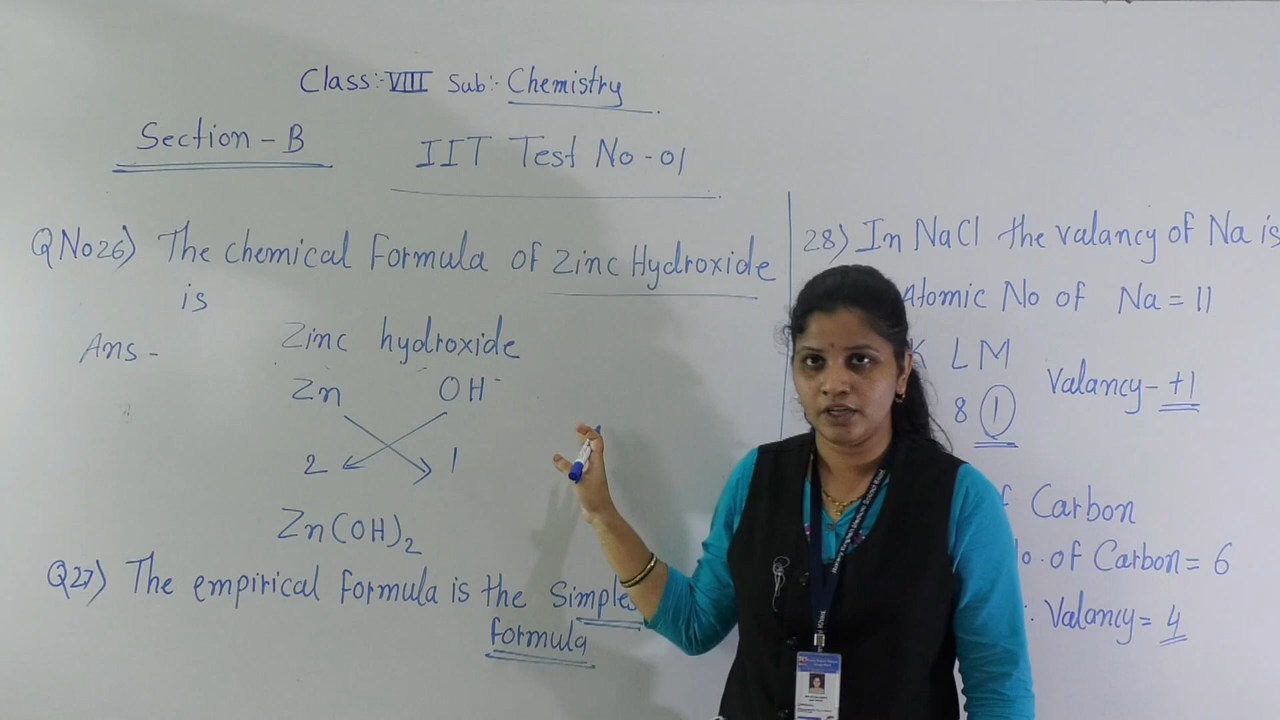 Class:- VIII Sub:- Chemistry
Section - B
IIT Test No - 01
Q No 26) The chemical Formula of Zinc Hydroxide
is
Ans -
Zinc hydroxide
Zn OH-
2 1
Zn(OH)2
Q27) The empirical formula is the
formula
28) In NaCl the valancy of Na is
Atomic No of Na = 11
K L M
8 1
Valancy - +1
Carbon
of Carbon = 6
Valancy = 4